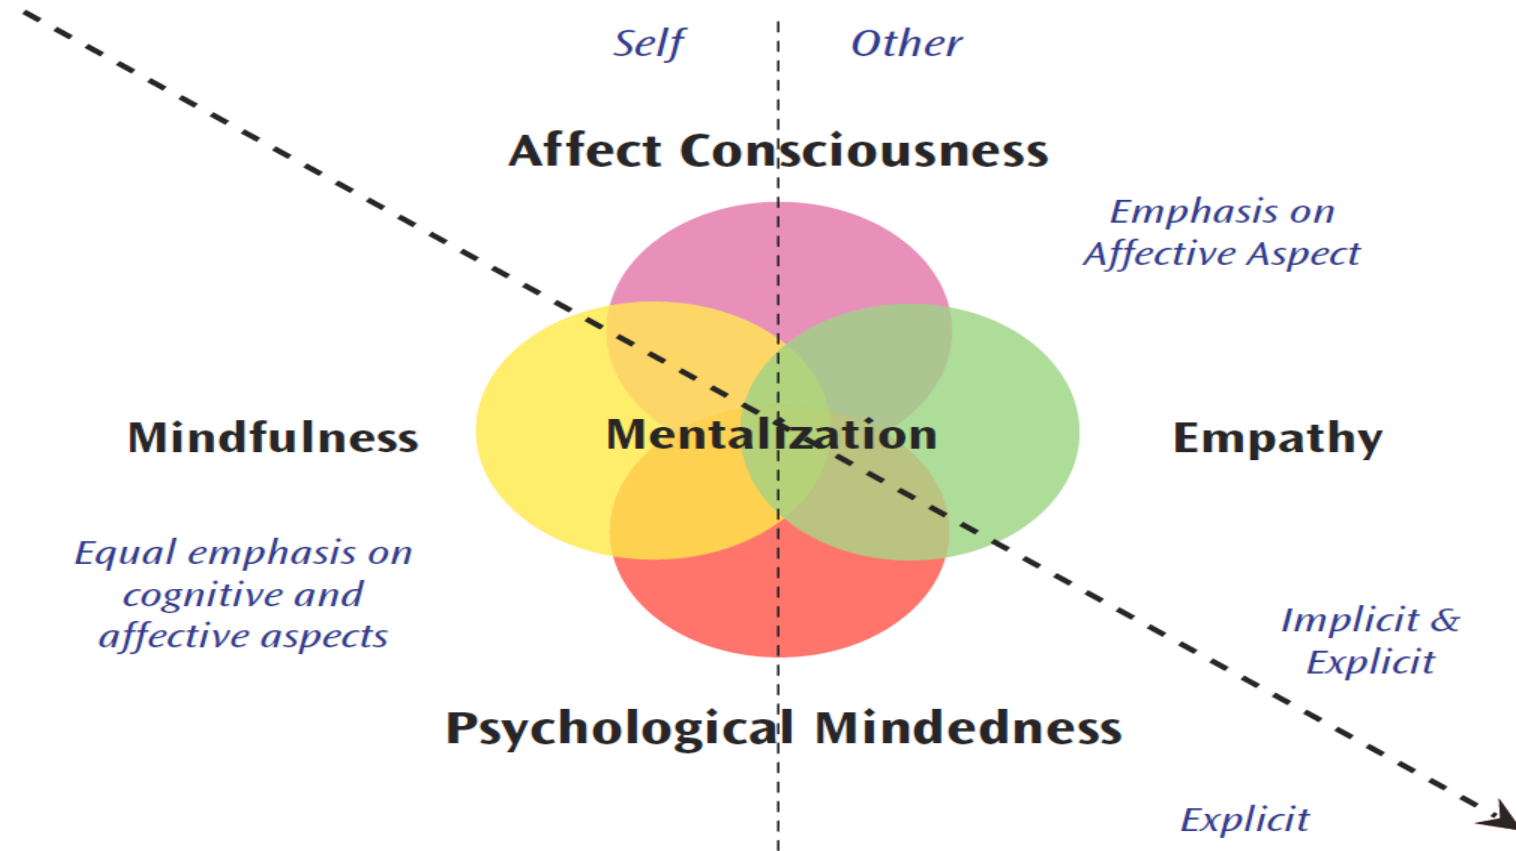 Self
Other
Affect Consciousness
Emphasis on
Affective Aspect
Mindfulness
Mentalization
Empathy
Equal emphasis on
cognitive and
affective aspects
Implicit &
Explicit
Psychological Mindedness
Explicit